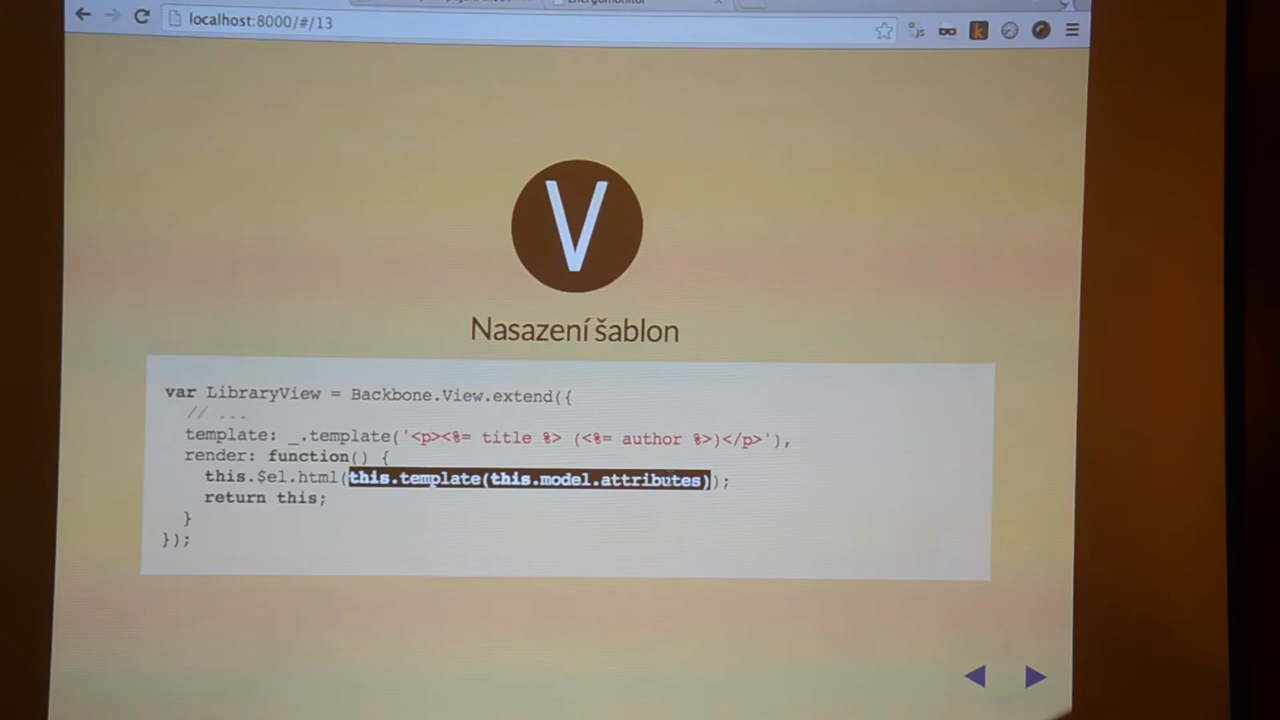 localhost:8000/#/13
V
Nasazení šablon
var LibraryView = Backbone.View.extend({
// ...
template: _.template('<p><%= title %> (<%= author %>)</p>'),
render: function() {
this.$el.html(this.template(this.model.attributes));
return this;
}
});